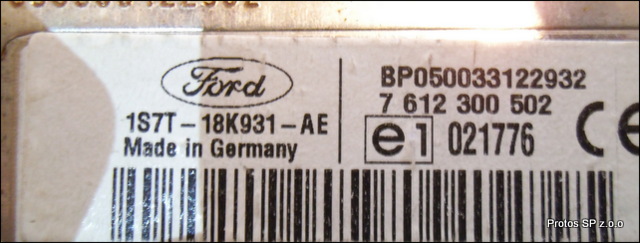 Ford
1S7T-18K931-AE
Made in Germany
BP050033122932
7 612 300 502
e1 021776
CE
Protos SP z.o.o